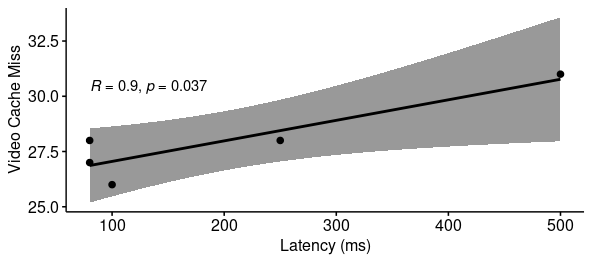 Video Cache Miss
32.5
30.0
27.5
25.0
R = 0.9, p = 0.037
100 200 300 400 500
Latency (ms)